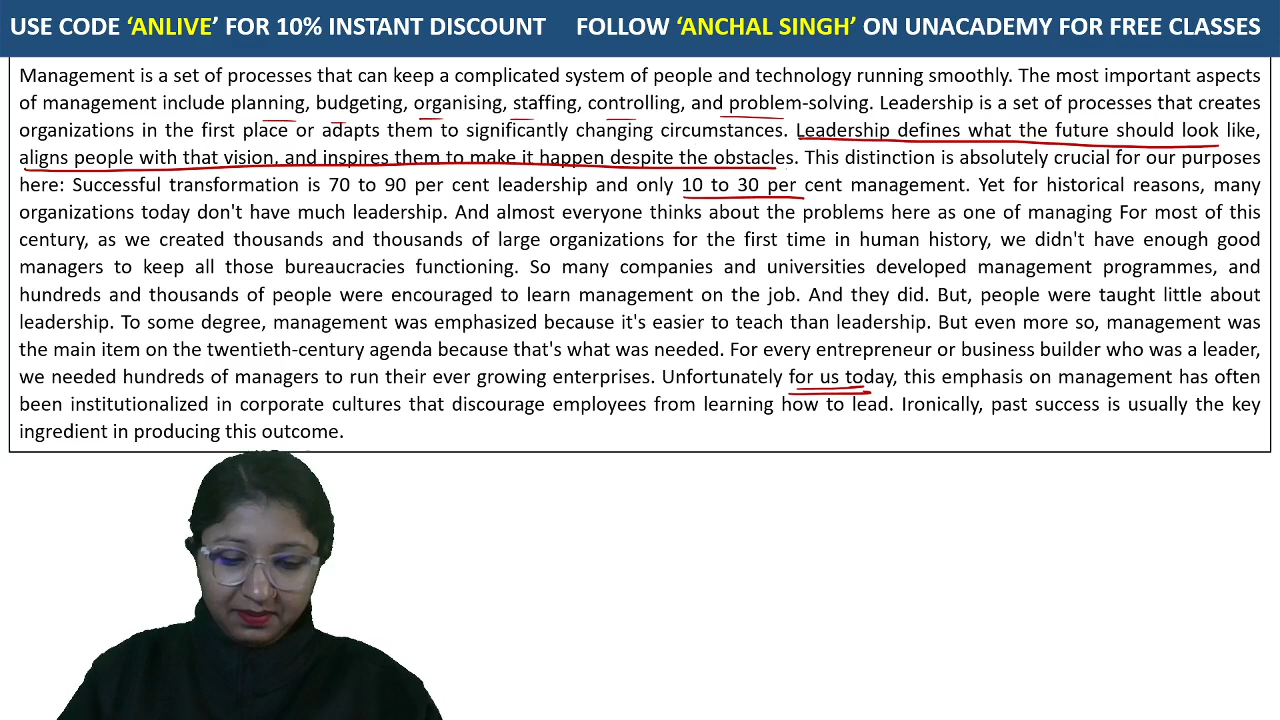 USE CODE ‘ANLIVE’ FOR 10% INSTANT DISCOUNT FOLLOW ‘ANCHAL SINGH’ ON UNACADEMY FOR FREE CLASSES
Management is a set of processes that can keep a complicated system of people and technology running smoothly. The most important aspects
of management include planning, budgeting, organising, staffing, controlling, and problem-solving. Leadership is a set of processes that creates
organizations in the first place or adapts them to significantly changing circumstances. Leadership defines what the future should look like,
aligns people with that vision, and inspires them to make it happen despite the obstacles. This distinction is absolutely crucial for our purposes
here: Successful transformation is 70 to 90 per cent leadership and only 10 to 30 per cent management. Yet for historical reasons, many
organizations today don't have much leadership. And almost everyone thinks about the problems here as one of managing For most of this
century, as we created thousands and thousands of large organizations for the first time in human history, we didn't have enough good
managers to keep all those bureaucracies functioning. So many companies and universities developed management programmes, and
hundreds and thousands of people were encouraged to learn management on the job. And they did. But, people were taught little about
leadership. To some degree, management was emphasized because it's easier to teach than leadership. But even more so, management was
the main item on the twentieth-century agenda because that's what was needed. For every entrepreneur or business builder who was a leader,
we needed hundreds of managers to run their ever growing enterprises. Unfortunately for us today, this emphasis on management has often
been institutionalized in corporate cultures that discourage employees from learning how to lead. Ironically, past success is usually the key
ingredient in producing this outcome.